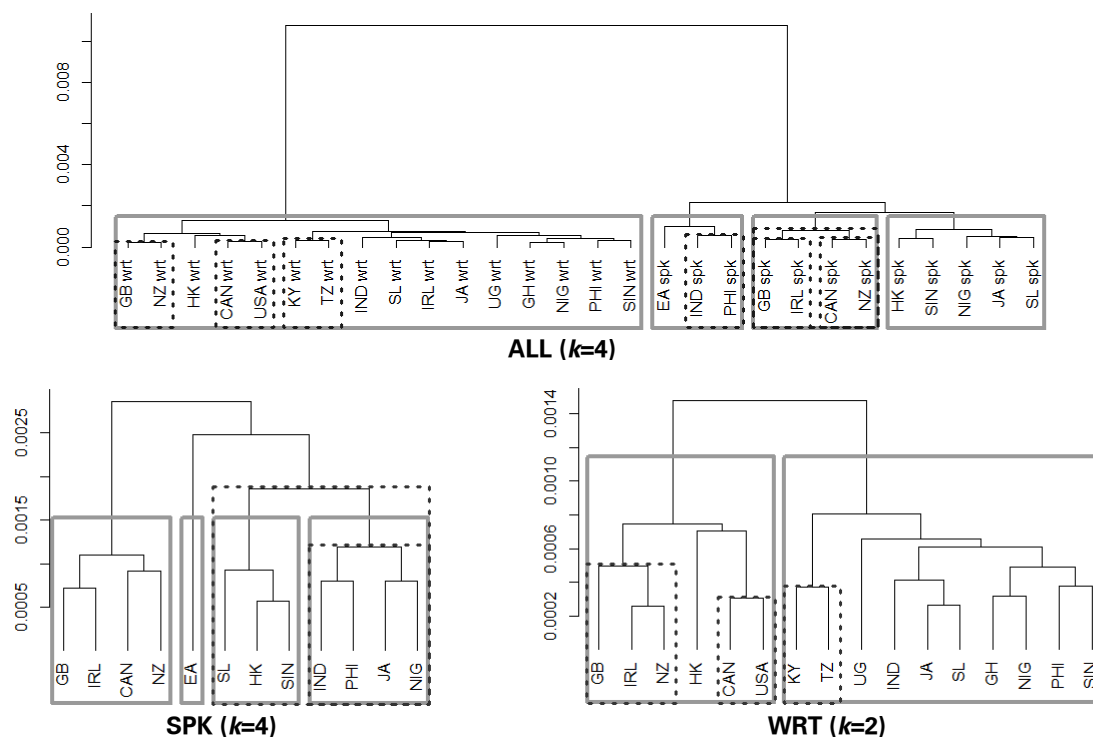 0.008
0.004
0.000
GB wrt
NZ wrt
HK wrt
CAN wrt
USA wrt
KY wrt
TZ wrt
IND wrt
SL wrt
IRL wrt
JA wrt
UG wrt
GH wrt
NIG wrt
PHI wrt
SIN wrt
EA spk
IND spk
PHI spk
GB spk
IRL spk
CAN spk
NZ spk
HK spk
SIN spk
NIG spk
JA spk
SL spk
ALL (k=4)
0.0025
0.0015
0.0005
GB
IRL
CAN
NZ
EA
SL
HK
SIN
IND
PHI
JA
NIG
SPK (k=4)
0.0014
0.0010
0.0006
0.0002
GB
IRL
NZ
HK
CAN
USA
KY
TZ
UG
IND
JA
SL
GH
NIG
PHI
SIN
WRT (k=2)